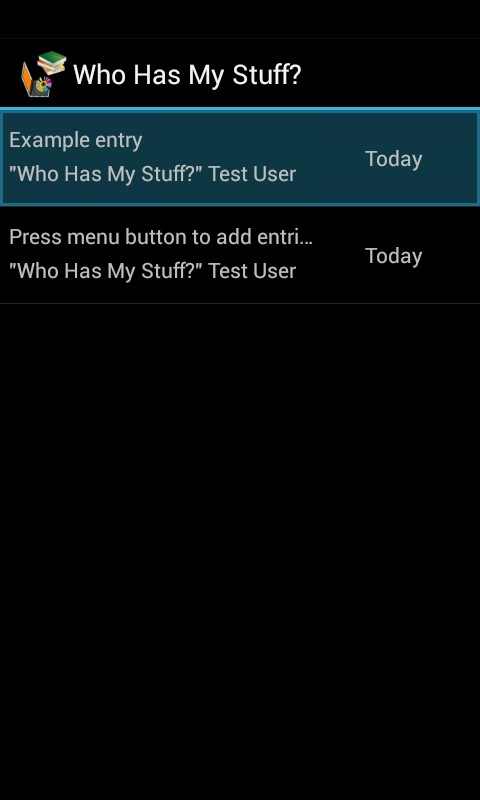 Who Has My Stuff?
Example entry
"Who Has My Stuff?" Test User
Today
Press menu button to add entri…
"Who Has My Stuff?" Test User
Today